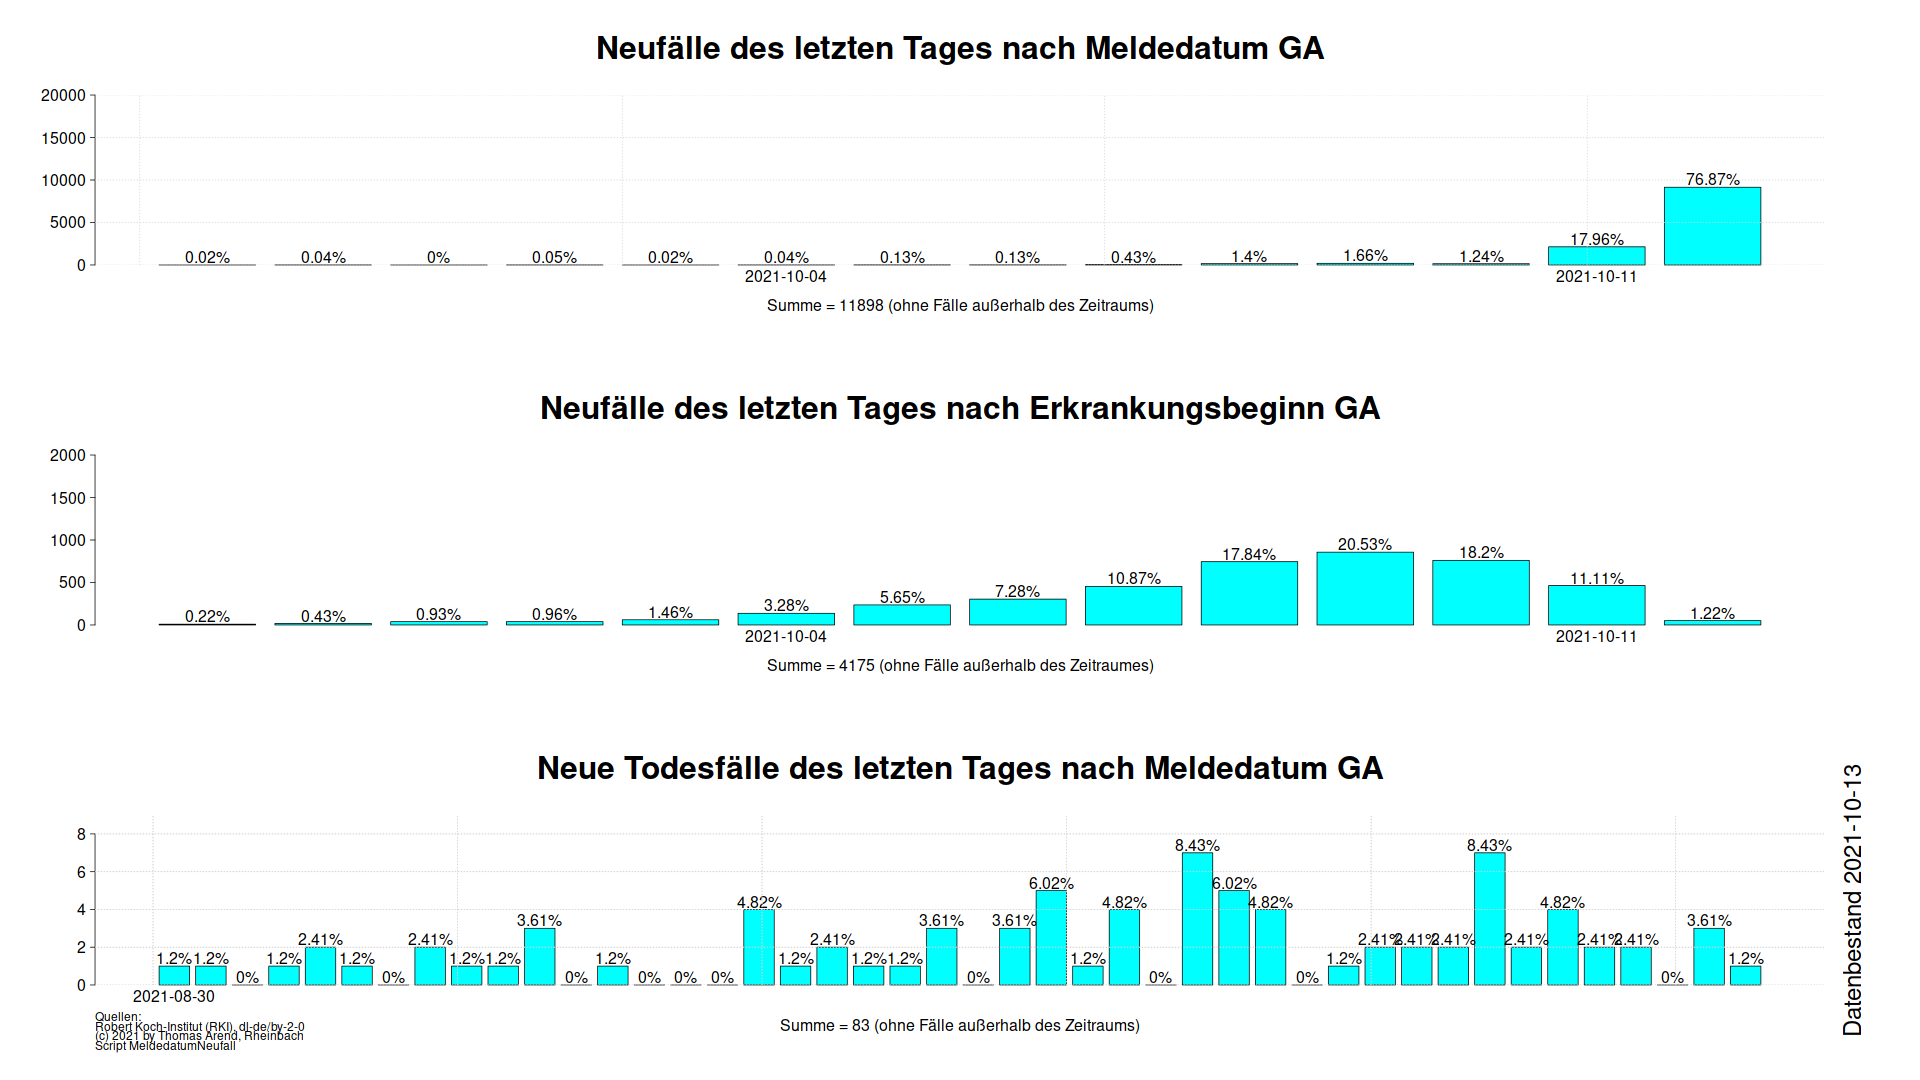 Neufälle des letzten Tages nach Meldedatum GA
20000
15000
10000
5000
0
0.02% 0.04% 0% 0.05% 0.02% 0.04% 0.13% 0.13% 0.43% 1.4% 1.66% 1.24% 17.96% 76.87%
2021-10-04 2021-10-11
Summe = 11898 (ohne Fälle außerhalb des Zeitraums)
Neufälle des letzten Tages nach Erkrankungsbeginn GA
2000
1500
1000
500
0
0.22% 0.43% 0.93% 0.96% 1.46% 3.28% 5.65% 7.28% 10.87% 17.84% 20.53% 18.2% 11.11% 1.22%
2021-10-04 2021-10-11
Summe = 4175 (ohne Fälle außerhalb des Zeitraumes)
Neue Todesfälle des letzten Tages nach Meldedatum GA
8
6
4
2
0
1.2% 1.2% 0% 1.2% 2.41% 1.2% 0% 2.41% 1.2% 1.2% 3.61% 0% 1.2% 0% 0% 0% 4.82% 1.2% 2.41% 1.2% 1.2% 3.61% 0% 3.61% 6.02% 1.2% 4.82% 0% 8.43% 6.02% 4.82% 0% 1.2% 2.41% 2.41% 2.41% 8.43% 2.41% 4.82% 2.41% 2.41% 0% 3.61% 1.2%
2021-08-30
Summe = 83 (ohne Fälle außerhalb des Zeitraums)
Quellen:
Robert Koch-Institut (RKI), dl-de/by-2-0
(c) 2021 by Thomas Arend, Rheinbach
Script MeldedatumNeufall
Datenbestand 2021-10-13